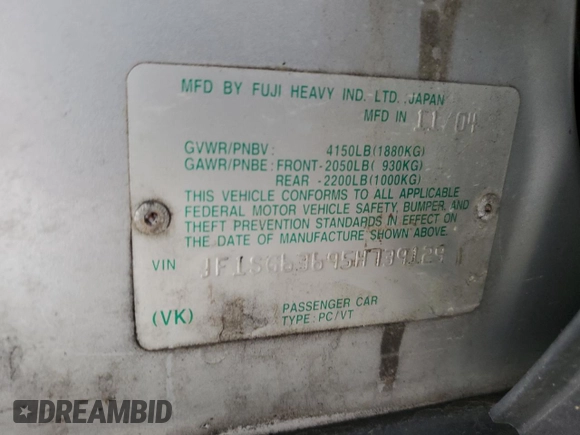 MFD BY FUJI HEAVY IND. LTD. JAPAN
MFD IN 11/04
GVWR/PNBV: 4150LB(1880KG)
GAWR/PNBE: FRONT-2050LB( 930KG)
REAR -2200LB(1000KG)
THIS VEHICLE CONFORMS TO ALL APPLICABLE
FEDERAL MOTOR VEHICLE SAFETY, BUMPER, AND
THEFT PREVENTION STANDARDS IN EFFECT ON
THE DATE OF MANUFACTURE SHOWN ABOVE.
VIN
PASSENGER CAR
(VK) TYPE: PC/VT
DREAMBID